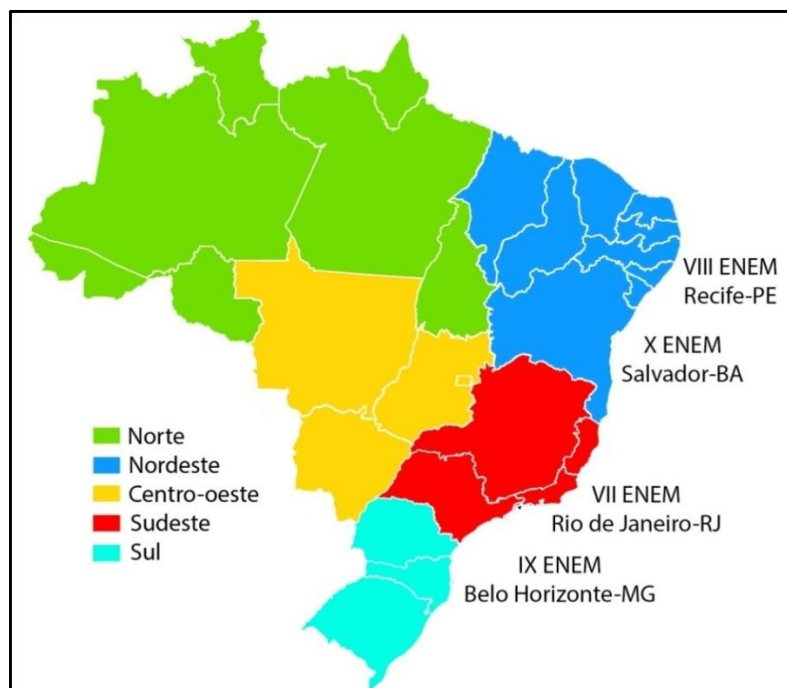 VIII ENEM
Recife-PE
X ENEM
Salvador-BA
Norte
Nordeste
Centro-oeste
Sudeste
Sul
VII ENEM
Rio de Janeiro-RJ
IX ENEM
Belo Horizonte-MG